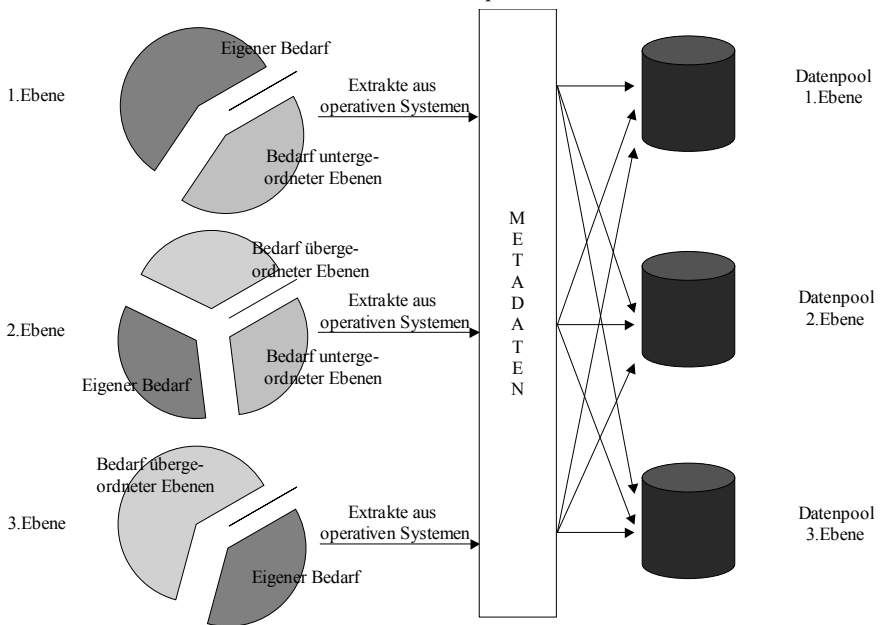 Eigener Bedarf
1.Ebene
Extrakte aus
operativen Systemen
Bedarf unterge-
ordneter Ebenen
Datenpool
1.Ebene
Bedarf überge-
ordneter Ebenen
2.Ebene
Extrakte aus
operativen Systemen
Bedarf unterge-
ordneter Ebenen
Eigener Bedarf
Datenpool
2.Ebene
M
E
T
A
D
A
T
E
N
Bedarf überge-
ordneter Ebenen
3.Ebene
Extrakte aus
operativen Systemen
Eigener Bedarf
Datenpool
3.Ebene